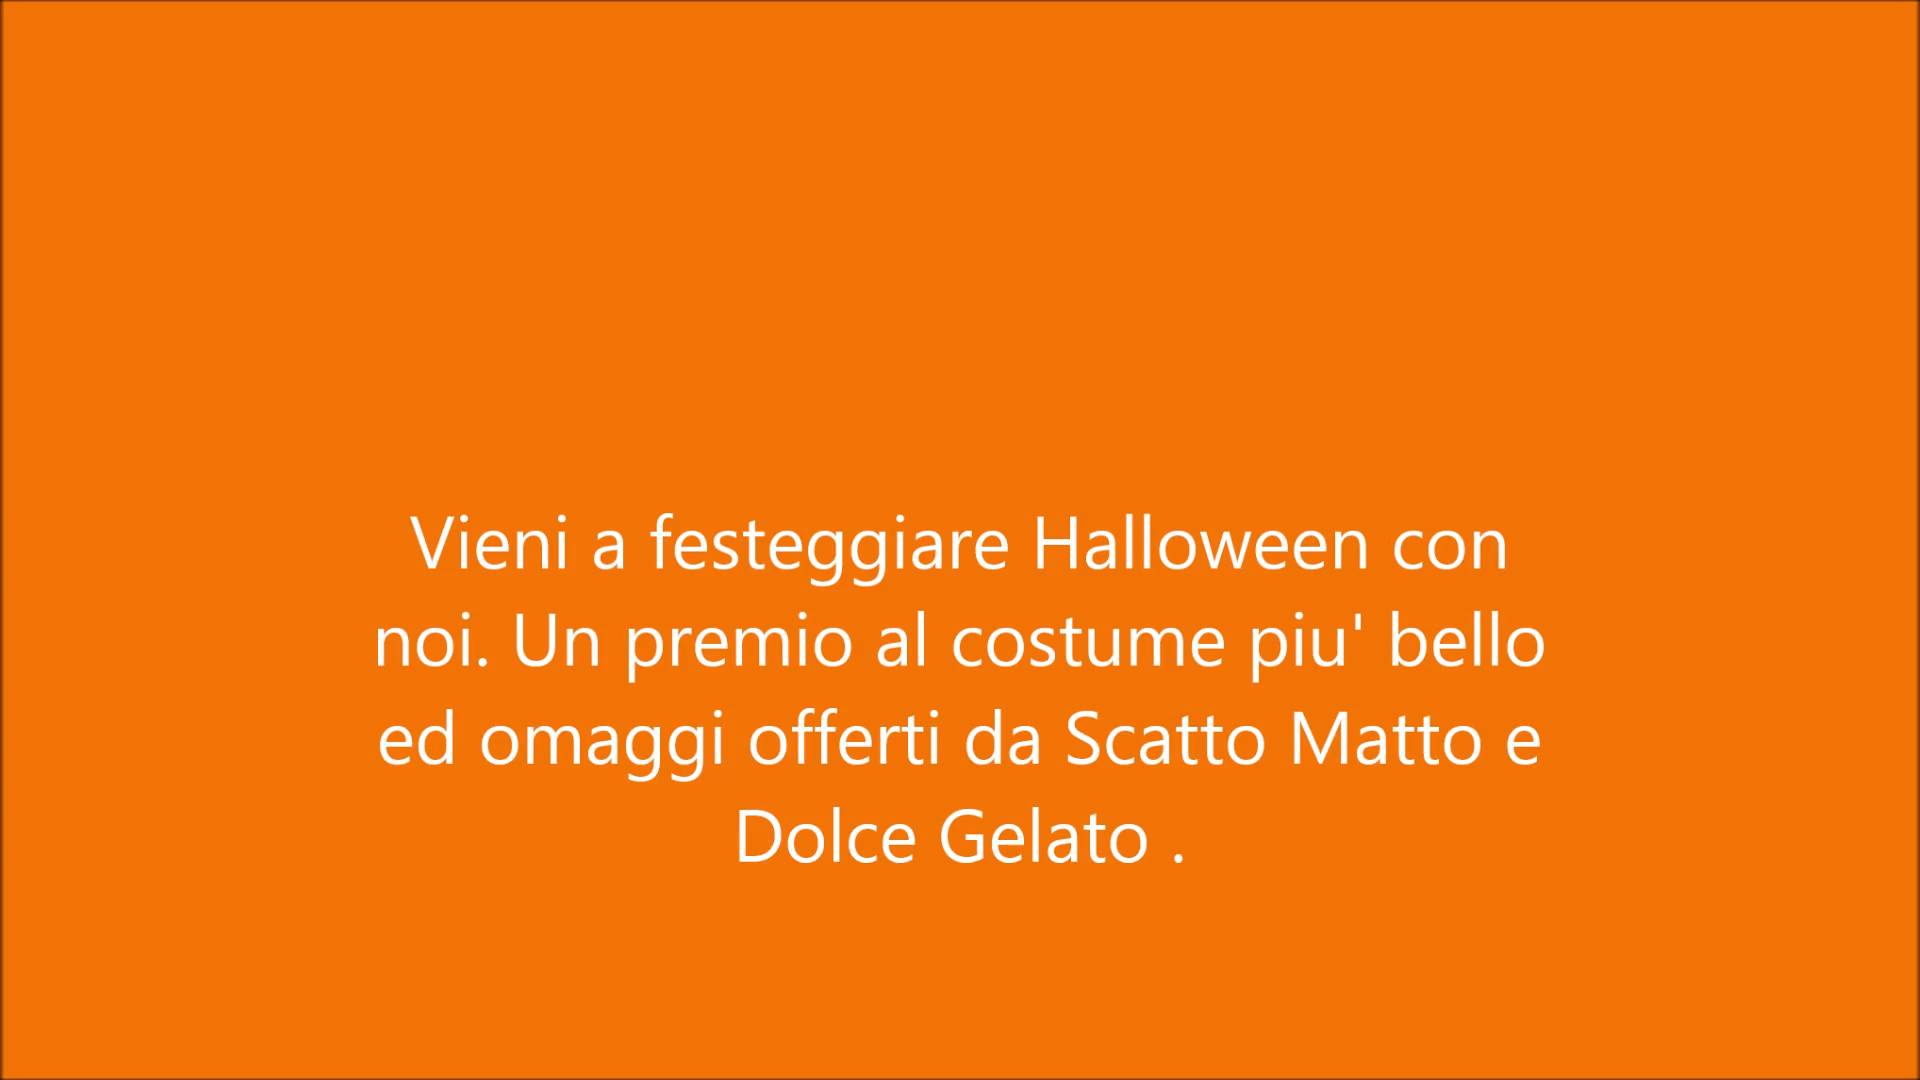 Vieni a festeggiare Halloween con
noi. Un premio al costume piu' bello
ed omaggi offerti da Scatto Matto e
Dolce Gelato .